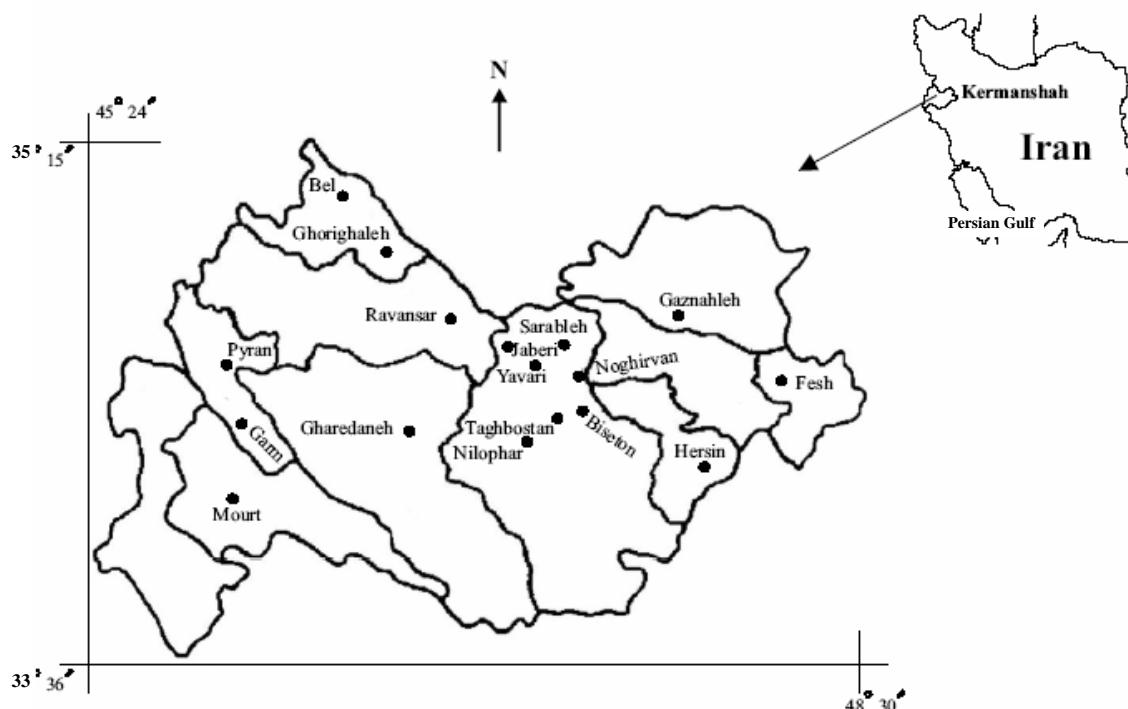 N
45° 24"
35° 15"
Kermanshah
Iran
Persian Gulf
Bel
Ghorighaleh
Ravansar
Gaznahleh
Sarableh
Jaberi
Yavari
Noghirvan
Pyran
Fesh
Garm
Gharedaneh
Taghbostan
Nilophar
Biseton
Hersin
Mourt
33° 36"
48° 30"